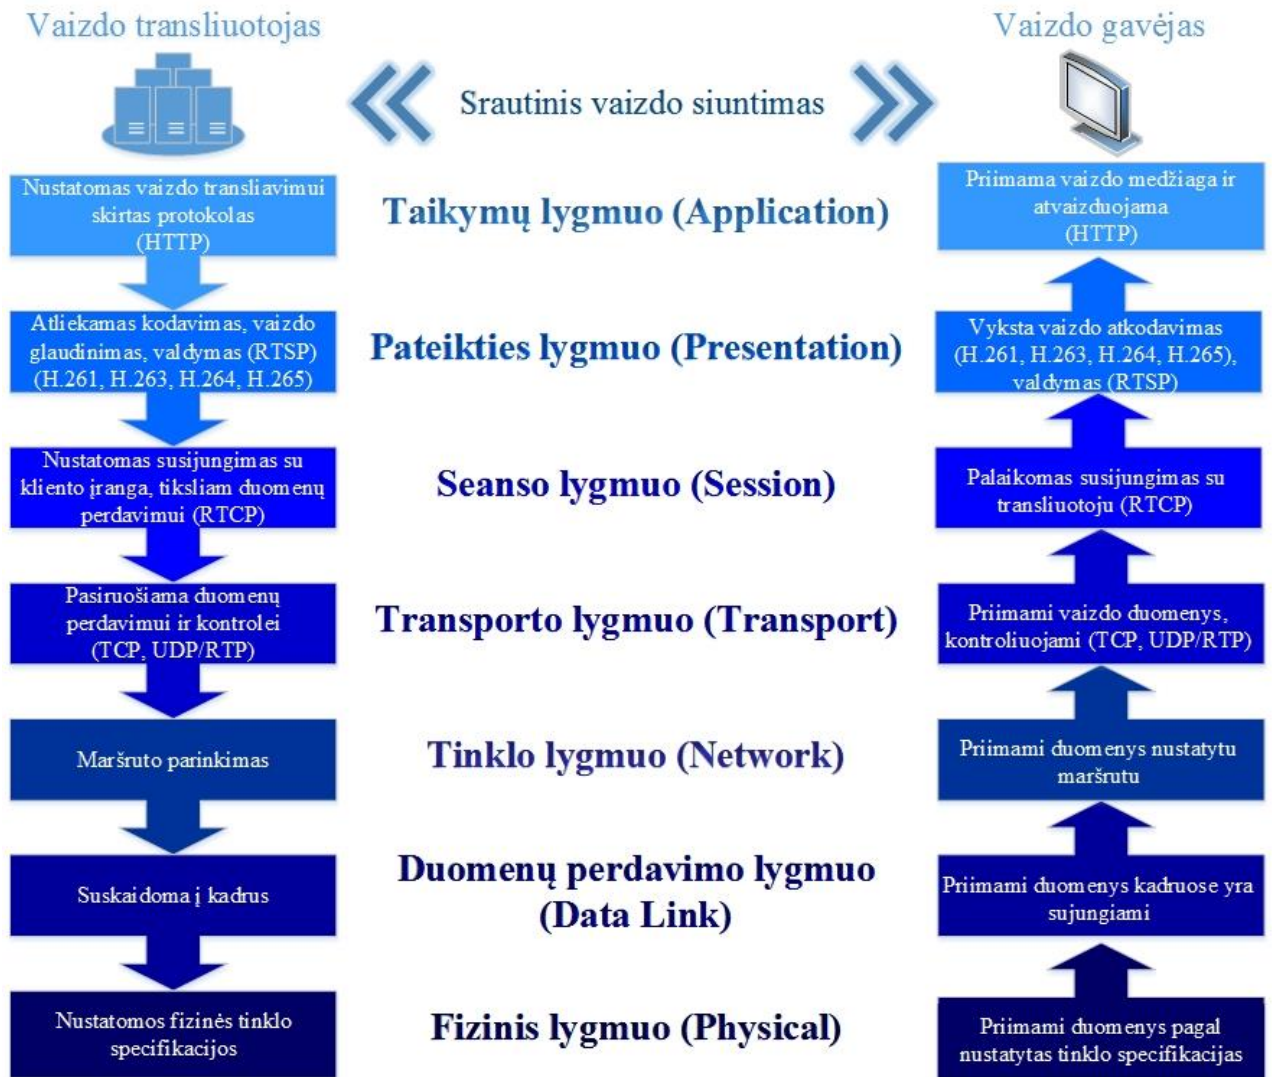 Vaizdo transliuotojas
Srautinis vaizdo siuntimas
Vaizdo gavėjas
Nustatomas vaizdo transliavimui
skirtas protokolas
(HTTP)
Taikymų lygmuo (Application)
Priimama vaizdo medžiaga ir
atvaizduojama
(HTTP)
Atliekamas kodavimas, vaizdo
glaudinimas, valdymas (RTSP)
(H.261, H.263, H.264, H.265)
Pateikties lygmuo (Presentation)
Vyksta vaizdo atkodavimas
(H.261, H.263, H.264, H.265),
valdymas (RTSP)
Nustatomas susijungimas su
kliento įranga, tiksliam duomenų
perdavimui (RTCP)
Seanso lygmuo (Session)
Palaikomas susijungimas su
transliuotoju (RTCP)
Pasiruošiama duomenų
perdavimui ir kontrolei
(TCP, UDP/RTP)
Transporto lygmuo (Transport)
Priimami vaizdo duomenys,
kontroliuojami (TCP, UDP/RTP)
Maršruto parinkimas
Tinklo lygmuo (Network)
Priimami duomenys nustatytu
maršrutu
Suskaidoma į kadrus
Duomenų perdavimo lygmuo
(Data Link)
Priimami duomenys kadruose yra
sujungiami
Nustatomos fizinės tinklo
specifikacijos
Fizinis lygmuo (Physical)
Priimami duomenys pagal
nustatytas tinklo specifikacijas